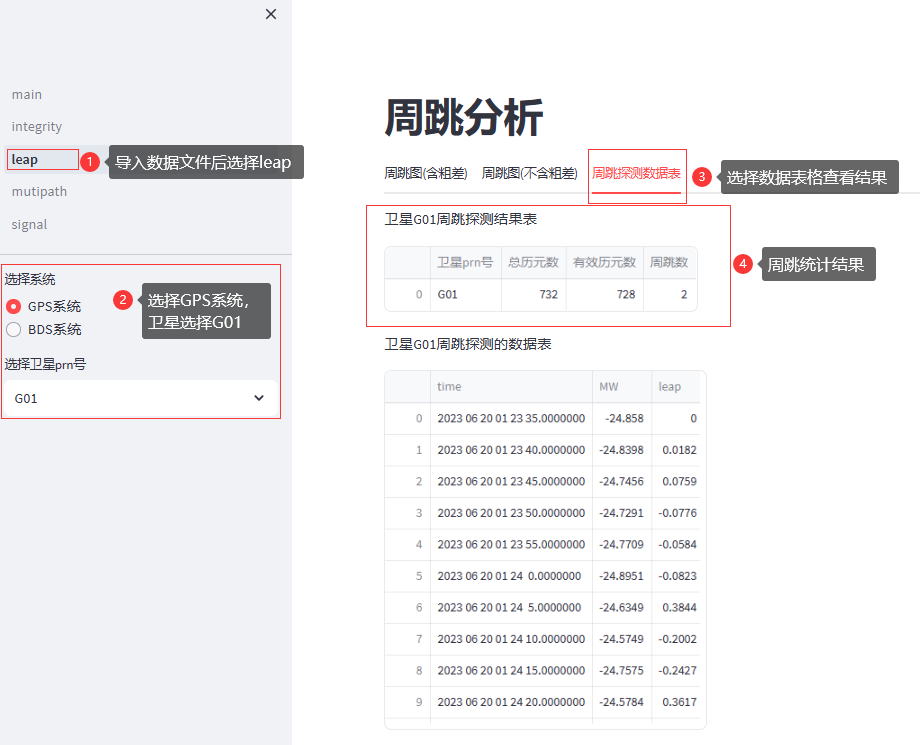 main
integrity
leap
1
导入数据文件后选择leap
mutipath
signal
选择系统
GPS系统
BDS系统
2
选择GPS系统，
卫星选择G01
选择卫星prn号
G01
周跳分析
周跳图(含粗差) 周跳图(不含粗差) 周跳探测数据表
3
选择数据表格查看结果
卫星G01周跳探测结果表
卫星prn号 总历元数 有效历元数 周跳数
0 G01 732 728 2
4
周跳统计结果
卫星G01周跳探测的数据表
time MW leap
0 2023 06 20 01 23 35.0000000 -24.858 0
1 2023 06 20 01 23 40.0000000 -24.8398 0.0182
2 2023 06 20 01 23 45.0000000 -24.7456 0.0759
3 2023 06 20 01 23 50.0000000 -24.7291 -0.0776
4 2023 06 20 01 23 55.0000000 -24.7709 -0.0584
5 2023 06 20 01 24 0.0000000 -24.8951 -0.0823
6 2023 06 20 01 24 5.0000000 -24.6349 0.3844
7 2023 06 20 01 24 10.0000000 -24.5749 -0.2002
8 2023 06 20 01 24 15.0000000 -24.7575 -0.2427
9 2023 06 20 01 24 20.0000000 -24.5784 0.3617